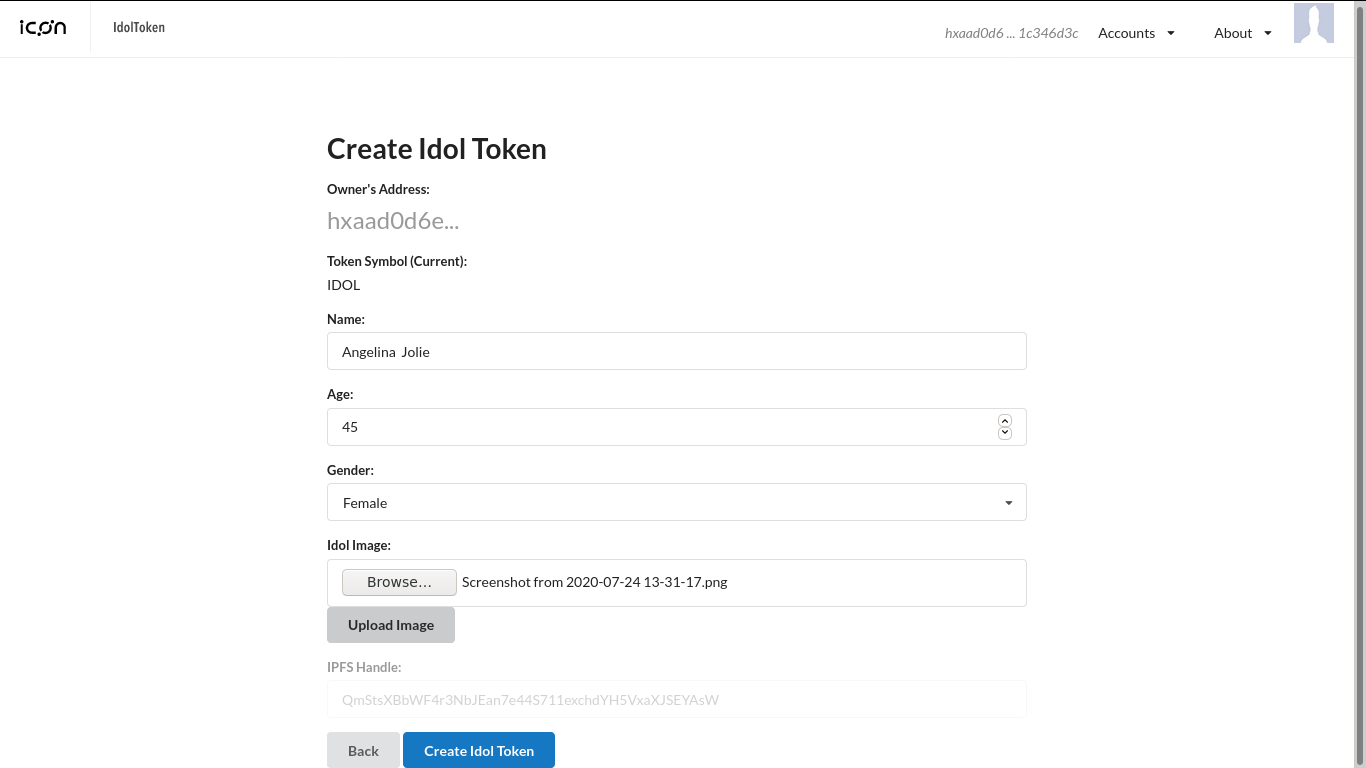 icon
IdolToken
hxaad0d6 ... 1c346d3c
Accounts
About
Create Idol Token
Owner's Address:
hxaad0d6e...
Token Symbol (Current):
IDOL
Name:
Angelina Jolie
Age:
45
Gender:
Female
Idol Image:
Browse... Screenshot from 2020-07-24 13-31-17.png
Upload Image
IPFS Handle:
QmStsXBbWF4r3NbJEan7e44S711exchdYH5VxaXJSEYAsW
Back
Create Idol Token